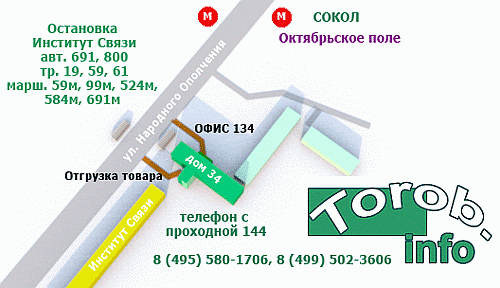 Остановка
Институт Связи
авт. 691, 800
тр. 19, 59, 61
марш. 59м, 99м, 524м,
584м, 691м
М
М
СОКОЛ
Октябрьское поле
ул. Народного Ополчения
ОФИС 134
дом 34
Отгрузка товара
Институт Связи
телефон с
проходной 144
Torob.
info
8 (495) 580-1706, 8 (499) 502-3606